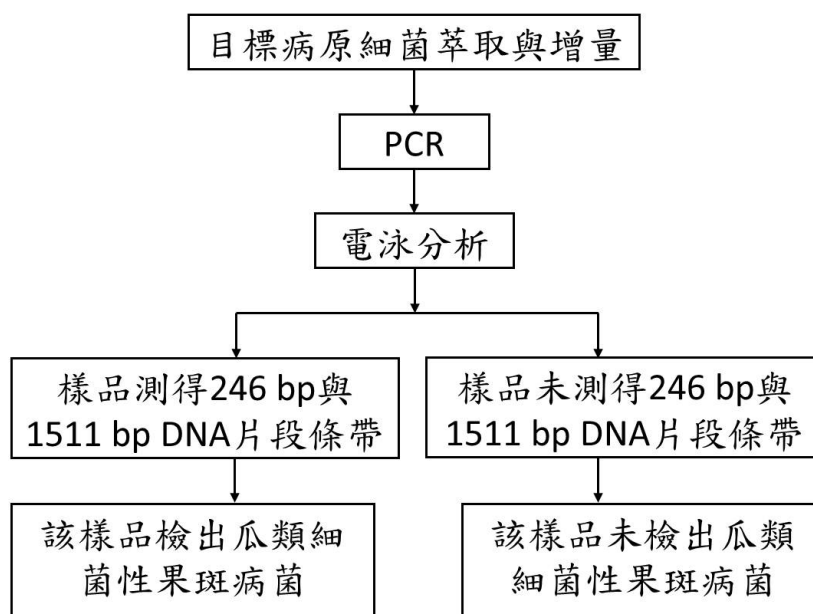 目標病原細菌萃取與增量
PCR
電泳分析
樣品測得246 bp與
1511 bp DNA片段條帶
樣品未測得246 bp與
1511 bp DNA片段條帶
該樣品檢出瓜類細
菌性果斑病菌
該樣品未檢出瓜類
細菌性果斑病菌